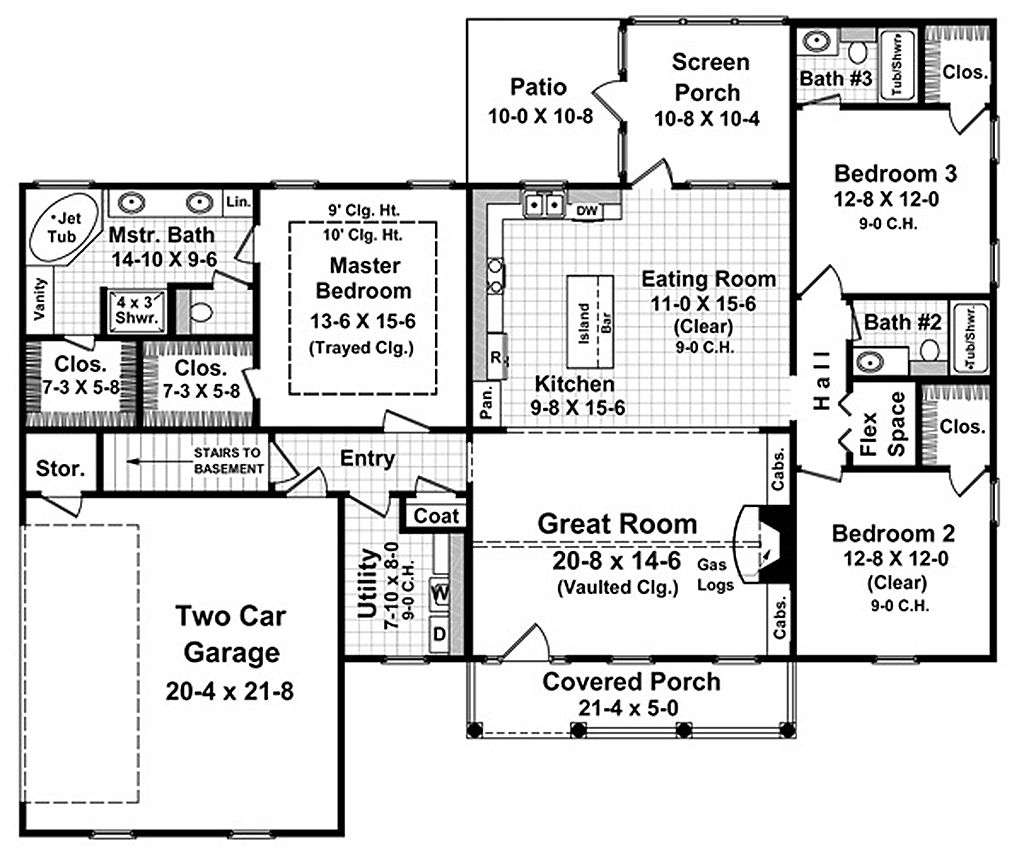 Patio
10-0 X 10-8
Screen
Porch
10-8 X 10-4
Bath #3
Tub/Shwr.
Clos.
Bedroom 3
12-8 X 12-0
9-0 C.H.
Jet
Tub
Lin.
Mstr. Bath
14-10 X 9-6
Vanity
4 x 3
Shwr.
9' Clg. Ht.
10' Clg. Ht.
Master
Bedroom
13-6 X 15-6
(Trayed Clg.)
DW
Eating Room
11-0 X 15-6
(Clear)
9-0 C.H.
Island
Bar
R
Pan.
Kitchen
9-8 X 15-6
Hall
Bath #2
Tub/Shwr.
Flex
Space
Clos.
Clos.
7-3 X 5-8
Clos.
7-3 X 5-8
Stor.
STAIRS TO
BASEMENT
Entry
Coat
Utility
7-10 x 8-0
9-0 C.H.
W
D
Great Room
20-8 x 14-6
(Vaulted Clg.)
Gas
Logs
Cabs.
Cabs.
Bedroom 2
12-8 X 12-0
(Clear)
9-0 C.H.
Two Car
Garage
20-4 x 21-8
Covered Porch
21-4 x 5-0